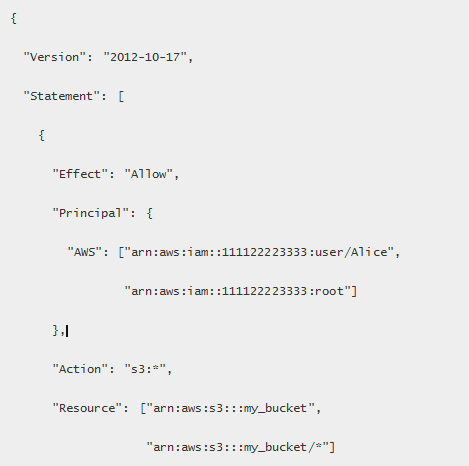 {
"Version": "2012-10-17",
"Statement": [
{
"Effect": "Allow",
"Principal": {
"AWS": ["arn:aws:iam::111122223333:user/Alice",
"arn:aws:iam::111122223333:root"]
},
"Action": "s3:*",
"Resource": ["arn:aws:s3:::my_bucket",
"arn:aws:s3:::my_bucket/*"]